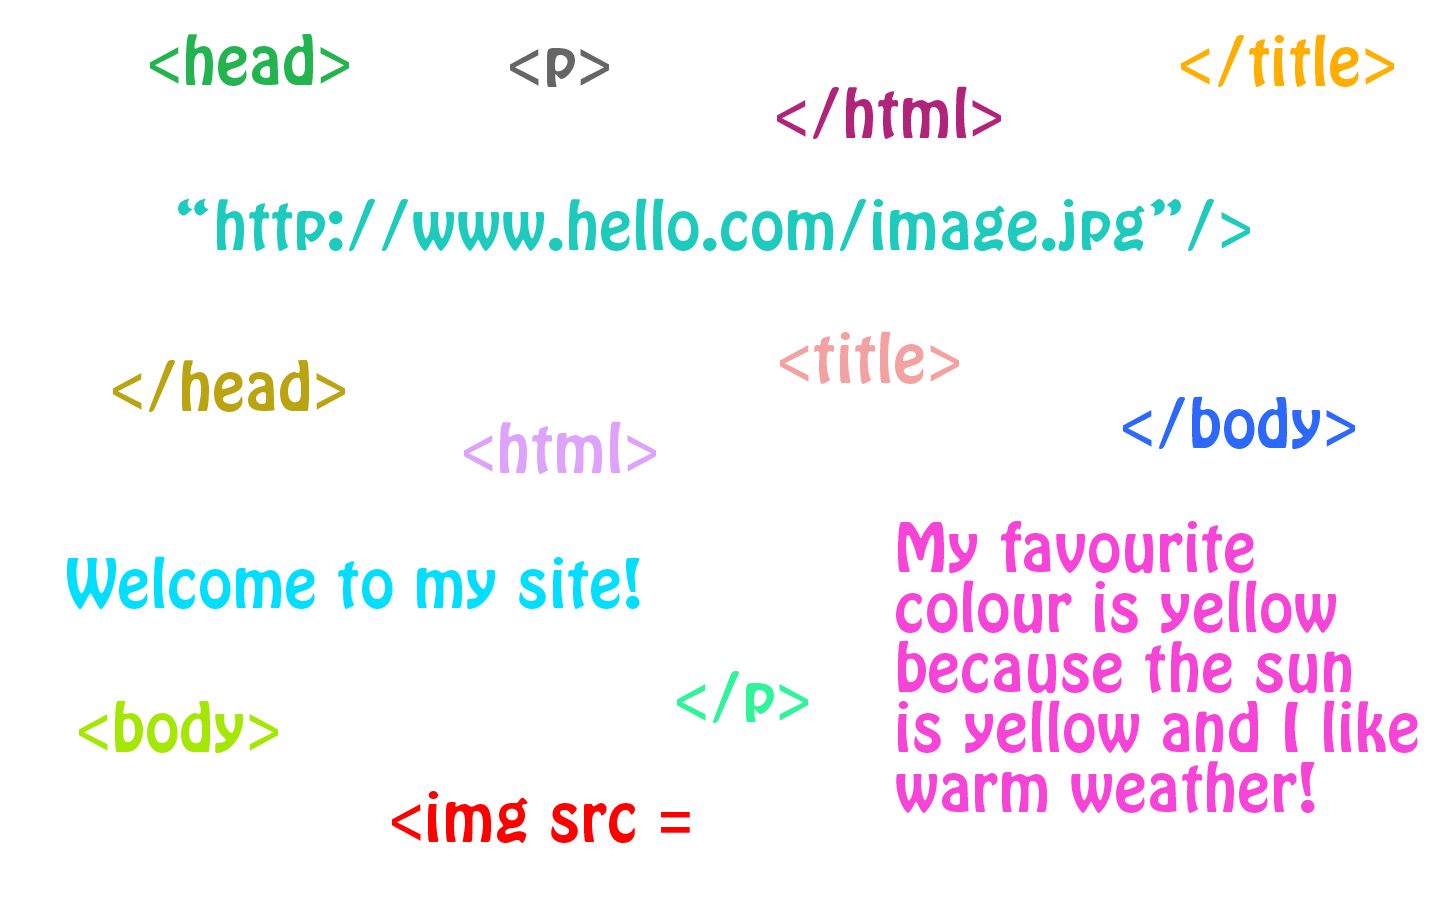 <head>
<p>
</title>
</html>
“http://www.hello.com/image.jpg”/>
<title>
</head>
</body>
<html>
My favourite
colour is yellow
because the sun
is yellow and I like
warm weather!
Welcome to my site!
</p>
<body>
<img src =